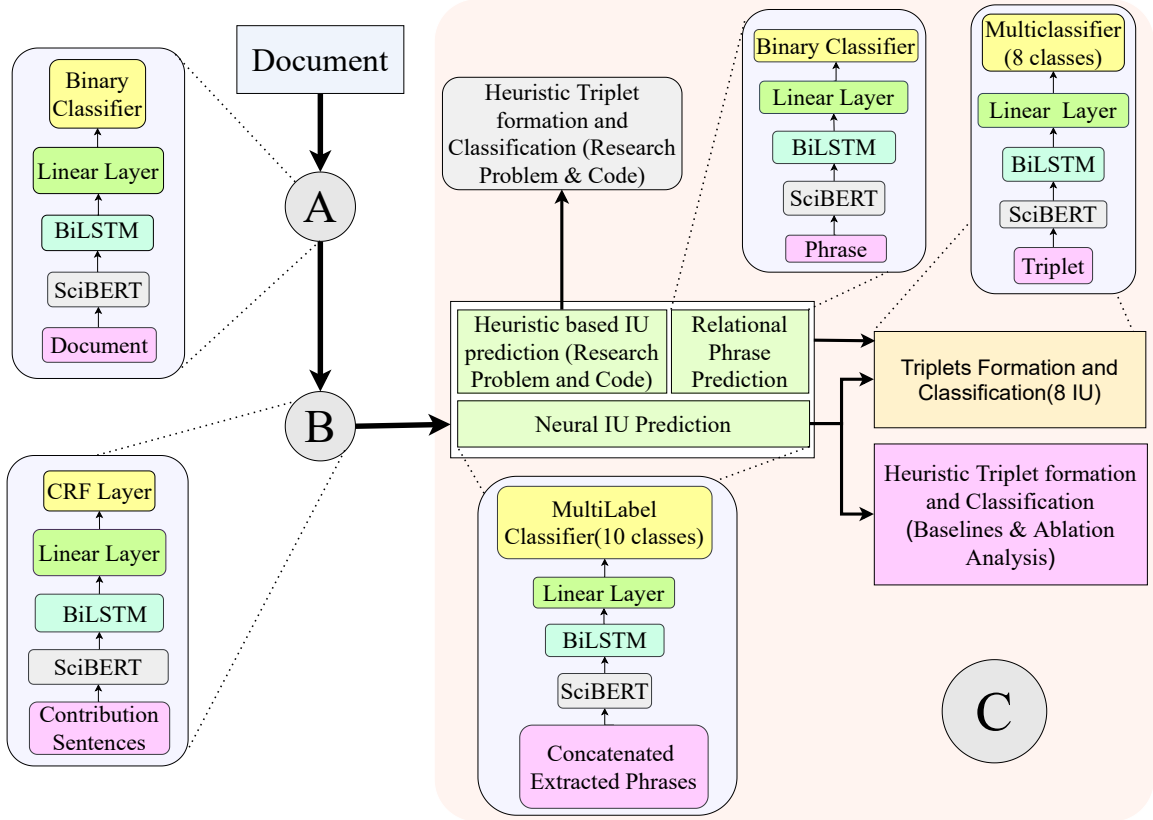 Document
A
B
Binary
Classifier
Linear Layer
BiLSTM
SciBERT
Document
CRF Layer
Linear Layer
BiLSTM
SciBERT
Contribution
Sentences
Heuristic Triplet
formation and
Classification (Research
Problem & Code)
Binary Classifier
Linear Layer
BiLSTM
SciBERT
Phrase
Multiclassifier
(8 classes)
Linear Layer
BiLSTM
SciBERT
Triplet
Heuristic based IU
prediction (Research
Problem and Code)
Relational
Phrase
Prediction
Neural IU Prediction
Triplets Formation and
Classification(8 IU)
Heuristic Triplet formation
and Classification
(Baselines & Ablation
Analysis)
MultiLabel
Classifier(10 classes)
Linear Layer
BiLSTM
SciBERT
Concatenated
Extracted Phrases
C